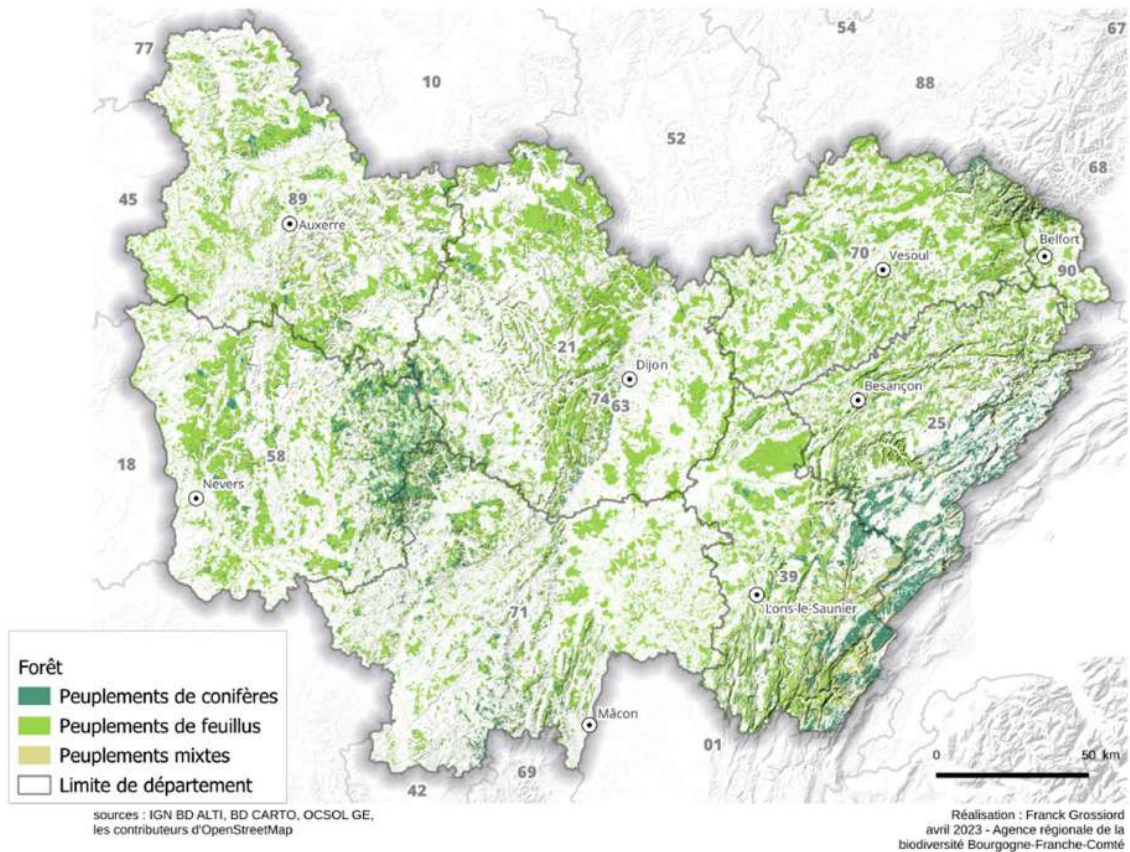 77
54
67
10
88
52
68
45
89
Auxerre
70
Vesoul
Belfort
90
21
Dijon
74
63
Besançon
25
18
58
Nevers
39
Lons-le-Saunier
71
Mâcon
01
69
42
Forêt
Peuplements de conifères
Peuplements de feuillus
Peuplements mixtes
Limite de département
0 50 km
sources : IGN BD ALTI, BD CARTO, OCSOL GE,
les contributeurs d'OpenStreetMap
Réalisation : Franck Grossiord
avril 2023 - Agence régionale de la
biodiversité Bourgogne-Franche-Comté